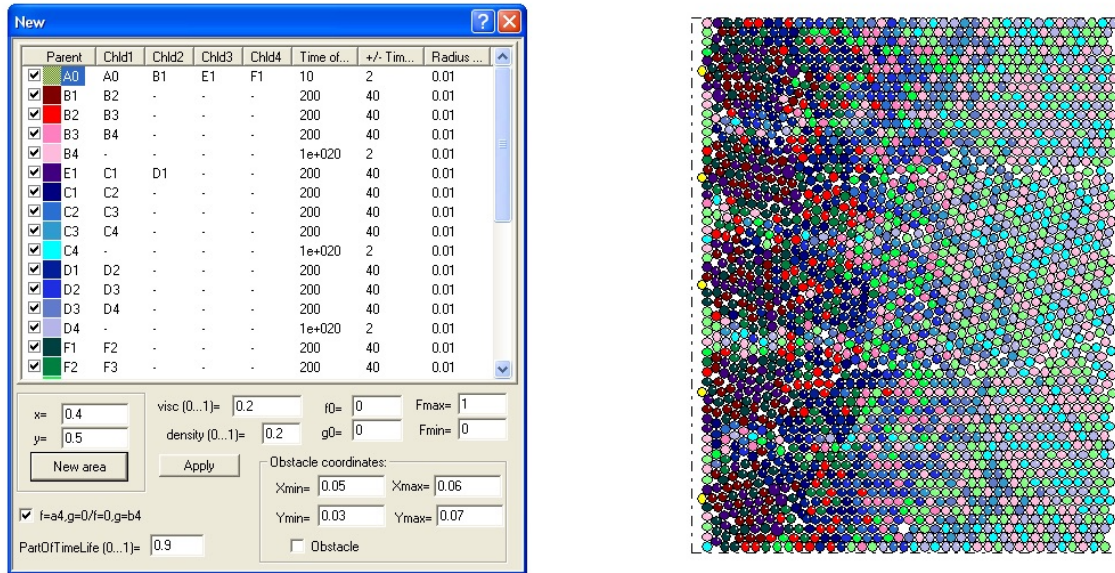 New
Parent Chld1 Chld2 Chld3 Chld4 Time of... +/- Tim... Radius ...
A0 A0 B1 E1 F1 10 2 0.01
B1 B2 - - - 200 40 0.01
B2 B3 - - - 200 40 0.01
B3 B4 - - - 200 40 0.01
B4 - - - - 1e+020 2 0.01
E1 C1 D1 - - 200 40 0.01
C1 C2 - - - 200 40 0.01
C2 C3 - - - 200 40 0.01
C3 C4 - - - 200 40 0.01
C4 - - - - 1e+020 2 0.01
D1 D2 - - - 200 40 0.01
D2 D3 - - - 200 40 0.01
D3 D4 - - - 200 40 0.01
D4 - - - - 1e+020 2 0.01
F1 F2 - - - 200 40 0.01
F2 F3 - - - 200 40 0.01
x= 0.4 visc (0...1)= 0.2 f0= 0 Fmax= 1
y= 0.5 density (0...1)= 0.2 g0= 0 Fmin= 0
New area Apply Obstacle coordinates:
Xmin= 0.05 Xmax= 0.06
f=a4,g=0/f=0,g=b4 Ymin= 0.03 Ymax= 0.07
PartOfTimeLife (0...1)= 0.9 Obstacle